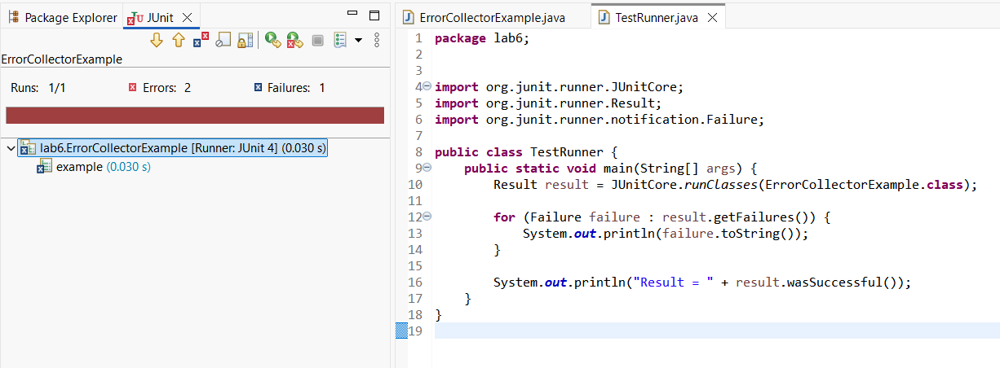 Package Explorer JUnit
ErrorCollectorExample
Runs: 1/1 Errors: 2 Failures: 1
lab6.ErrorCollectorExample [Runner: JUnit 4] (0.030 s)
example (0.030 s)
ErrorCollectorExample.java TestRunner.java
1 package lab6;
2
3
4 import org.junit.runner.JUnitCore;
5 import org.junit.runner.Result;
6 import org.junit.runner.notification.Failure;
7
8 public class TestRunner {
9 public static void main(String[] args) {
10 Result result = JUnitCore.runClasses(ErrorCollectorExample.class);
11
12 for (Failure failure : result.getFailures()) {
13 System.out.println(failure.toString());
14 }
15
16 System.out.println("Result = " + result.wasSuccessful());
17 }
18 }
19